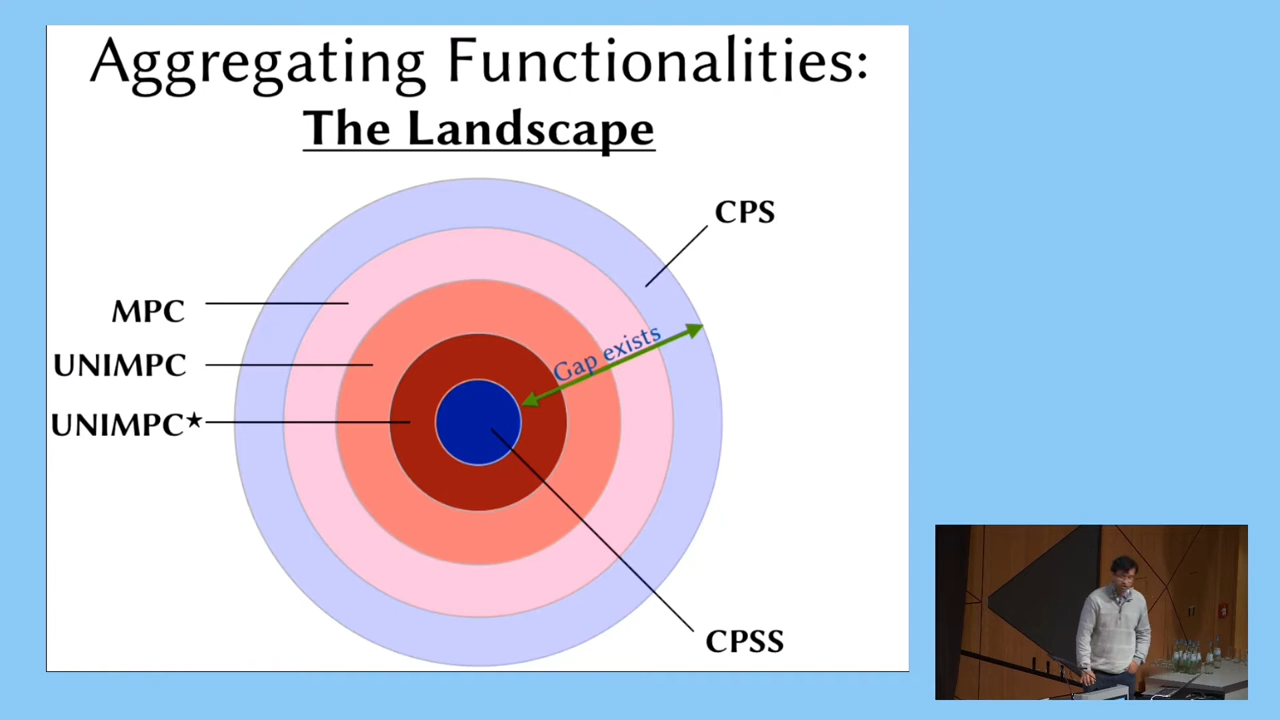 Aggregating Functionalities:
The Landscape
CPS
MPC
Gap exists
UNIMPC
UNIMPC★
CPSS